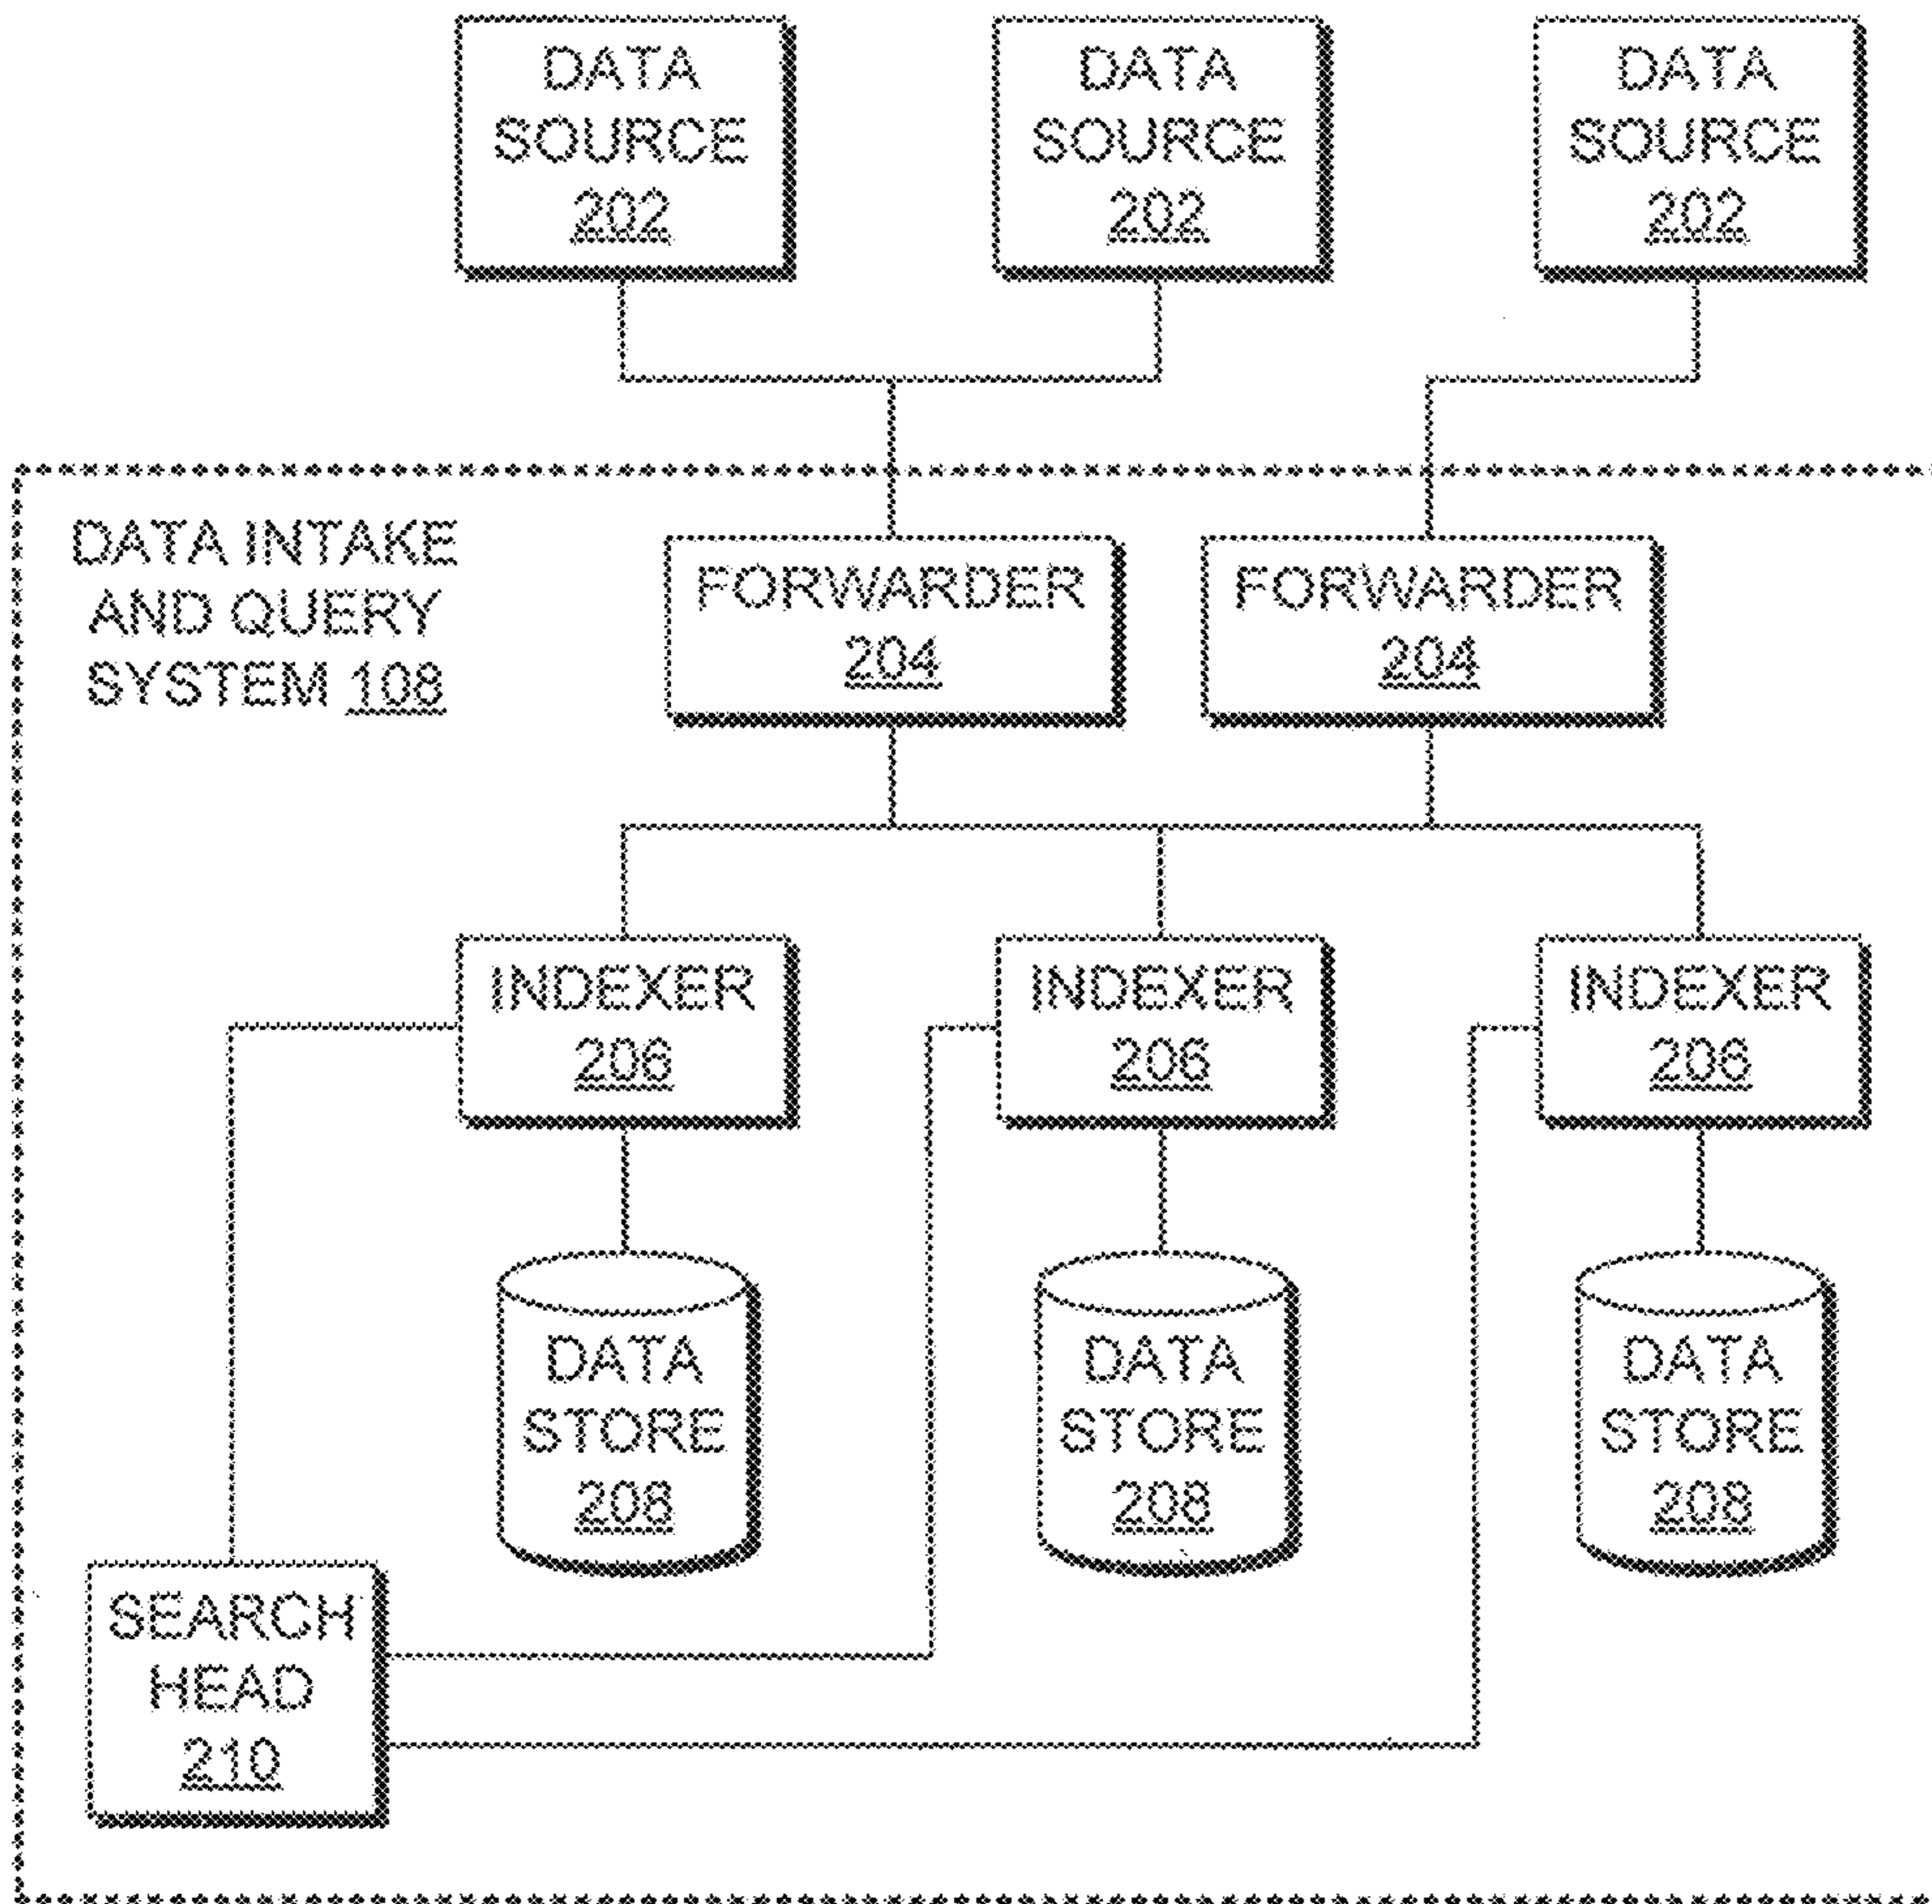 DATA
SOURCE
202
DATA
SOURCE
202
DATA
SOURCE
202
DATA INTAKE
AND QUERY
SYSTEM 108
FORWARDER
204
FORWARDER
204
INDEXER
206
INDEXER
206
INDEXER
206
DATA
STORE
208
DATA
STORE
208
DATA
STORE
208
SEARCH
HEAD
210